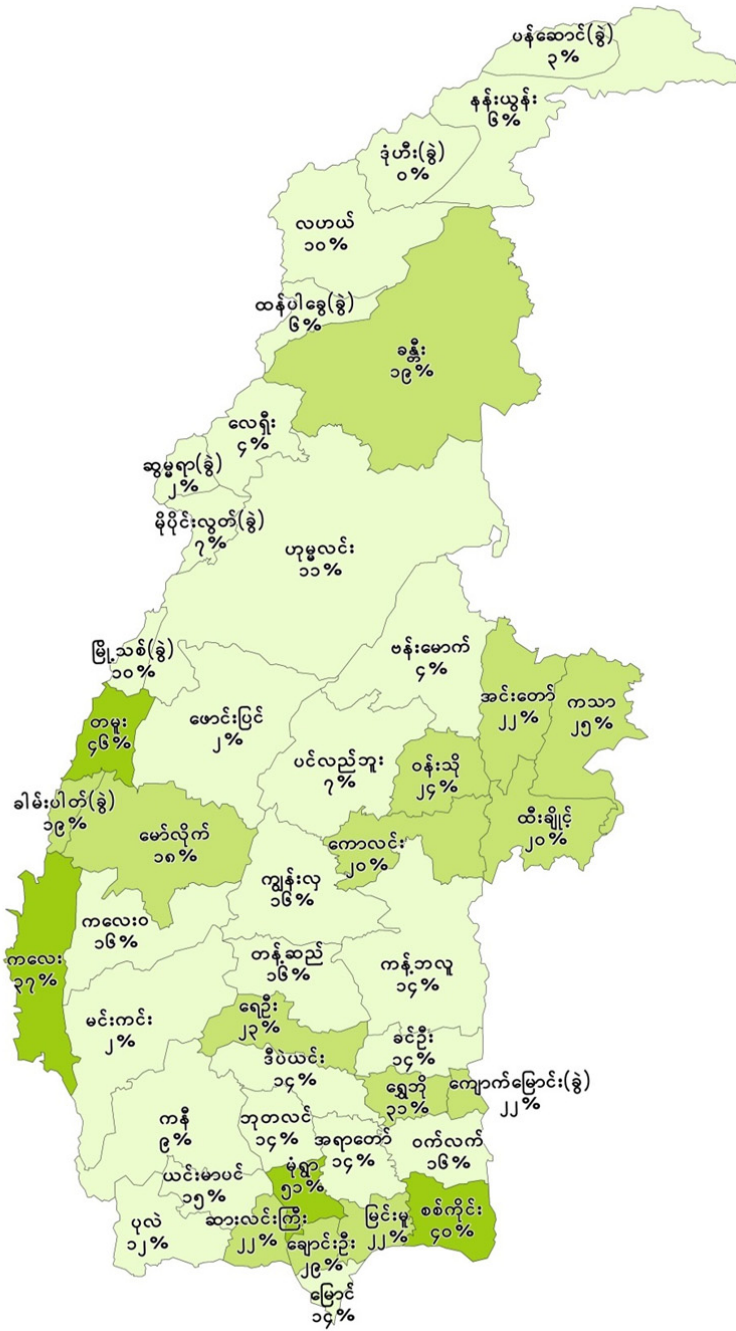 ပန်ဆောင်(ခွဲ)
၃%
နန်းယွန်း
၆%
ဒုံဟီး(ခွဲ)
၀%
လဟယ်
၁၀%
ထန်ပါခွေ(ခွဲ)
၆%
ခန္တီး
၁၉%
လေရှီး
၄%
ဆွမ္မရာ(ခွဲ)
၂%
မိုပိုင်းလွတ်(ခွဲ)
၇%
ဟုမ္မလင်း
၁၁%
မြို့သစ်(ခွဲ)
၁၀%
ဗန်းမောက်
၄%
အင်းတော်
၂၂%
ကသာ
၂၅%
တမူး
၄၆%
ဖောင်းပြင်
၂%
ပင်လည်ဘူး
၇%
ဝန်းသို
၂၄%
ခါမ်းပါတ်(ခွဲ)
၁၉%
မော်လိုက်
၁၈%
ကောလင်း
၂၀%
ထီးချိုင့်
၂၀%
ကျွန်းလှ
၁၆%
ကလေးဝ
၁၆%
ကလေး
၃၇%
တန့်ဆည်
၁၆%
ကန့်ဘလူ
၁၄%
မင်းကင်း
၂%
ရေဦး
၂၃%
ခင်ဦး
၁၄%
ဒီပဲယင်း
၁၄%
ရွှေဘို
၃၁%
ကျောက်မြောင်း(ခွဲ)
၂၂%
ကနီ
၉%
ဘုတလင်
၁၄%
အရာတော်
၁၄%
ဝက်လက်
၁၆%
ယင်းမာပင်
၁၅%
မုံရွာ
၅၁%
ပုလဲ
၁၂%
ဆားလင်းကြီး
၂၂%
ချောင်းဦး
၂၉%
မြင်းမူ
၂၂%
စစ်ကိုင်း
၄၀%
မြောင်
၁၄%